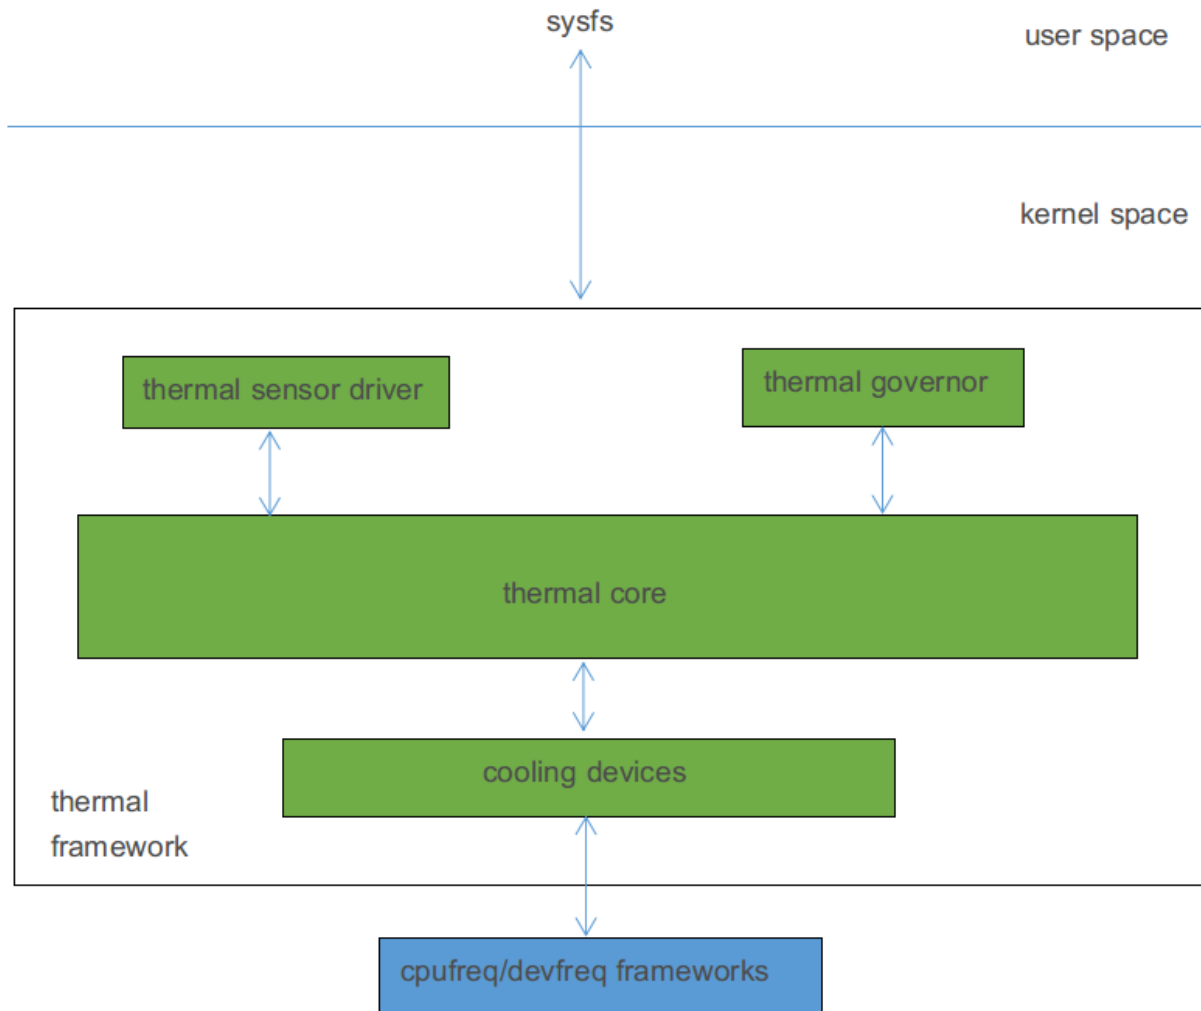 sysfs
user space
kernel space
thermal sensor driver
thermal governor
thermal core
cooling devices
thermal
framework
cpufreq/devfreq frameworks